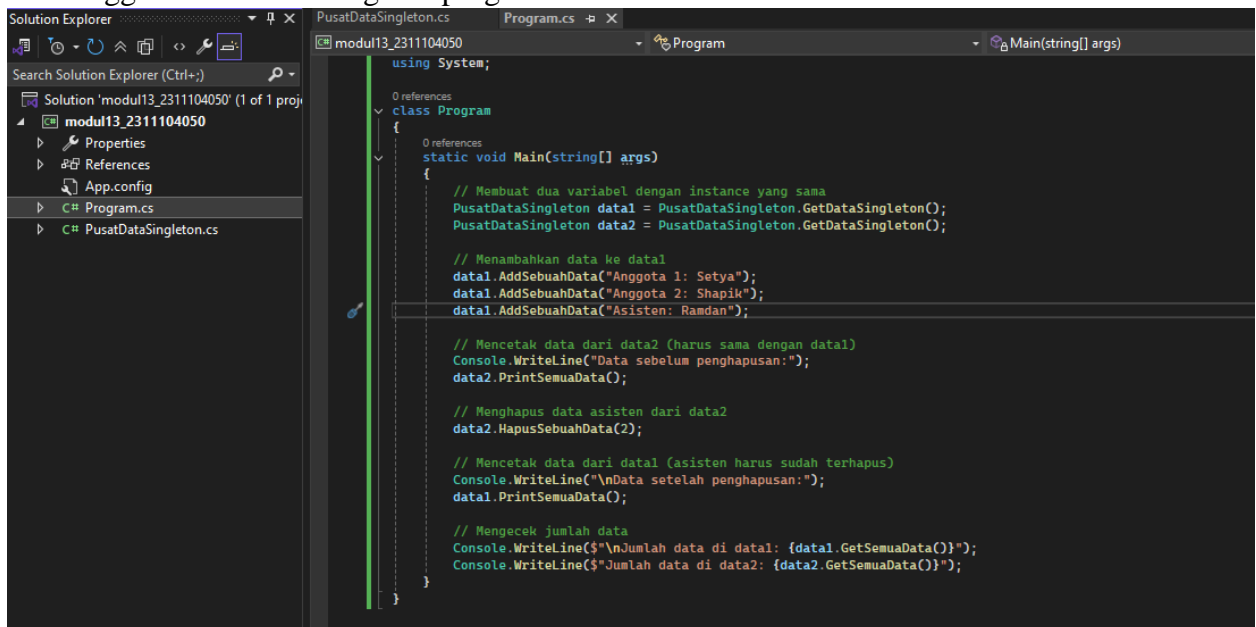 Solution Explorer
PusatDataSingleton.cs
Program.cs
C# modul13_2311104050
Program
Main(string[] args)
Search Solution Explorer (Ctrl+;)
Solution 'modul13_2311104050' (1 of 1 proje
C# modul13_2311104050
Properties
References
App.config
C# Program.cs
C# PusatDataSingleton.cs
using System;
0 references
class Program
{
0 references
static void Main(string[] args)
{
// Membuat dua variabel dengan instance yang sama
PusatDataSingleton data1 = PusatDataSingleton.GetDataSingleton();
PusatDataSingleton data2 = PusatDataSingleton.GetDataSingleton();
// Menambahkan data ke data1
data1.AddSebuahData("Anggota 1: Setya");
data1.AddSebuahData("Anggota 2: Shapik");
data1.AddSebuahData("Asisten: Ramdan");
// Mencetak data dari data2 (harus sama dengan data1)
Console.WriteLine("Data sebelum penghapusan:");
data2.PrintSemuaData();
// Menghapus data asisten dari data2
data2.HapusSebuahData(2);
// Mencetak data dari data1 (asisten harus sudah terhapus)
Console.WriteLine("\nData setelah penghapusan:");
data1.PrintSemuaData();
// Mengecek jumlah data
Console.WriteLine($"\nJumlah data di data1: {data1.GetSemuaData()}");
Console.WriteLine($"Jumlah data di data2: {data2.GetSemuaData()}");
}
}